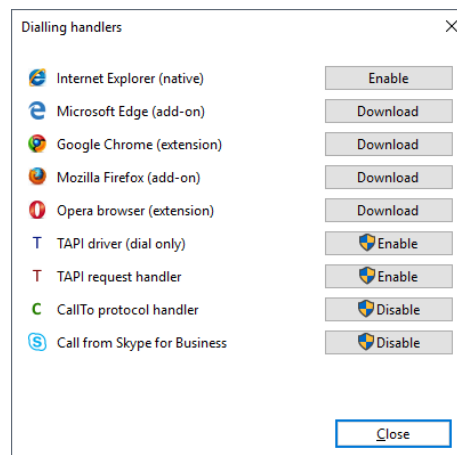 Dialling handlers
Internet Explorer (native) Enable
Microsoft Edge (add-on) Download
Google Chrome (extension) Download
Mozilla Firefox (add-on) Download
Opera browser (extension) Download
T TAPI driver (dial only) Enable
T TAPI request handler Enable
C CallTo protocol handler Disable
S Call from Skype for Business Disable
Close